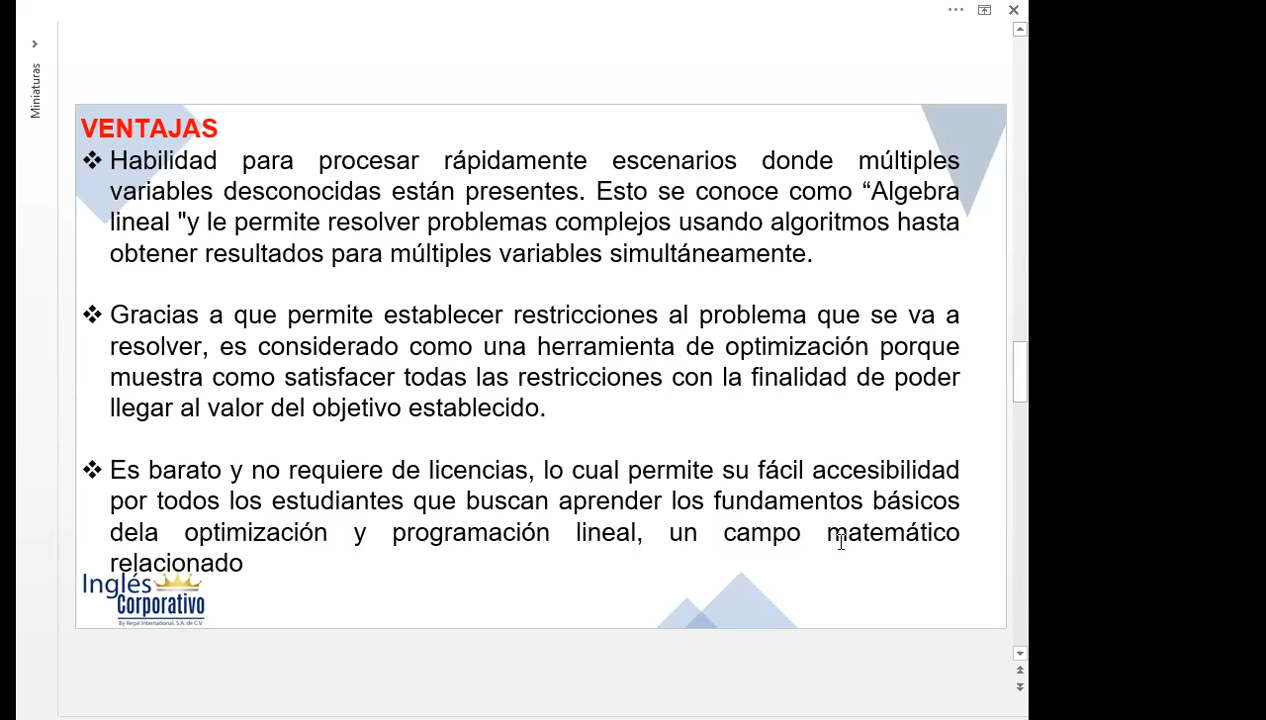 Miniaturas
VENTAJAS
❖ Habilidad para procesar rápidamente escenarios donde múltiples
variables desconocidas están presentes. Esto se conoce como “Algebra
lineal "y le permite resolver problemas complejos usando algoritmos hasta
obtener resultados para múltiples variables simultáneamente.
❖ Gracias a que permite establecer restricciones al problema que se va a
resolver, es considerado como una herramienta de optimización porque
muestra como satisfacer todas las restricciones con la finalidad de poder
llegar al valor del objetivo establecido.
❖ Es barato y no requiere de licencias, lo cual permite su fácil accesibilidad
por todos los estudiantes que buscan aprender los fundamentos básicos
dela optimización y programación lineal, un campo matemático
relacionado
Inglés
Corporativo
By Regal International, S.A. de C.V.